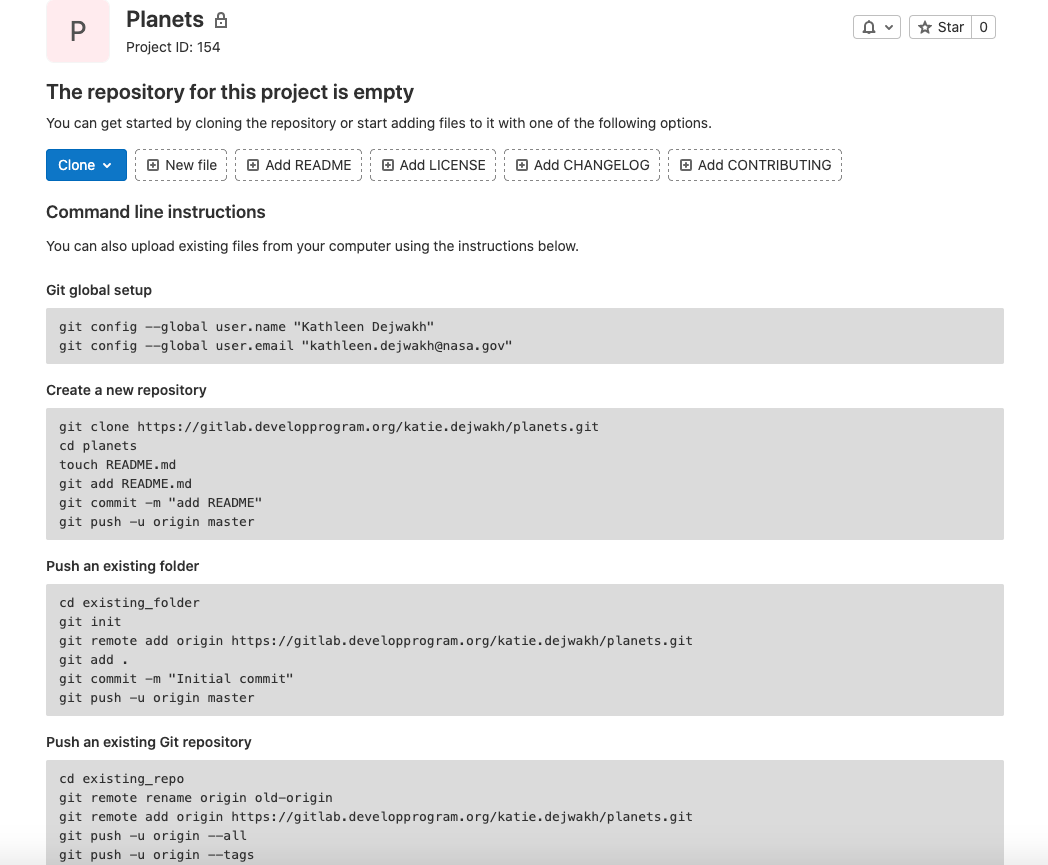 P
Planets
Project ID: 154
Star 0
The repository for this project is empty
You can get started by cloning the repository or start adding files to it with one of the following options.
Clone New file Add README Add LICENSE Add CHANGELOG Add CONTRIBUTING
Command line instructions
You can also upload existing files from your computer using the instructions below.
Git global setup
git config --global user.name "Kathleen Dejwakh"
git config --global user.email "kathleen.dejwakh@nasa.gov"
Create a new repository
git clone https://gitlab.developprogram.org/katie.dejwakh/planets.git
cd planets
touch README.md
git add README.md
git commit -m "add README"
git push -u origin master
Push an existing folder
cd existing_folder
git init
git remote add origin https://gitlab.developprogram.org/katie.dejwakh/planets.git
git add .
git commit -m "Initial commit"
git push -u origin master
Push an existing Git repository
cd existing_repo
git remote rename origin old-origin
git remote add origin https://gitlab.developprogram.org/katie.dejwakh/planets.git
git push -u origin --all
git push -u origin --tags